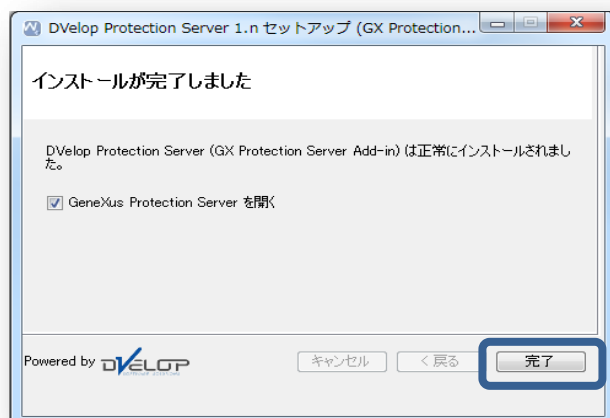 DVelop Protection Server 1.n セットアップ (GX Protection...
インストールが完了しました
DVelop Protection Server (GX Protection Server Add-in) は正常にインストールされまし
た。
GeneXus Protection Server を開く
Powered by DVELOP
キャンセル
< 戻る
完了